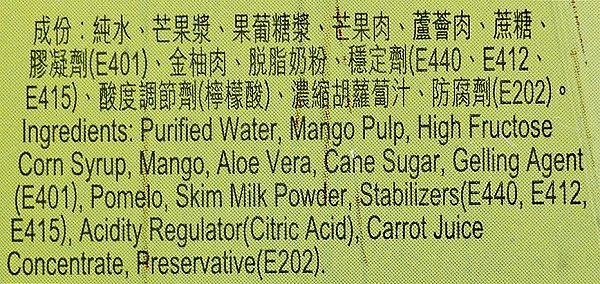 成份：純水、芒果漿、果葡糖漿、芒果肉、蘆薈肉、蔗糖、
膠凝劑(E401)、金柚肉、脱脂奶粉、穩定劑(E440、E412、
E415)、酸度調節劑(檸檬酸)、濃縮胡蘿蔔汁、防腐劑(E202)。
Ingredients: Purified Water, Mango Pulp, High Fructose
Corn Syrup, Mango, Aloe Vera, Cane Sugar, Gelling Agent
(E401), Pomelo, Skim Milk Powder, Stabilizers(E440, E412,
E415), Acidity Regulator(Citric Acid), Carrot Juice
Concentrate, Preservative(E202).